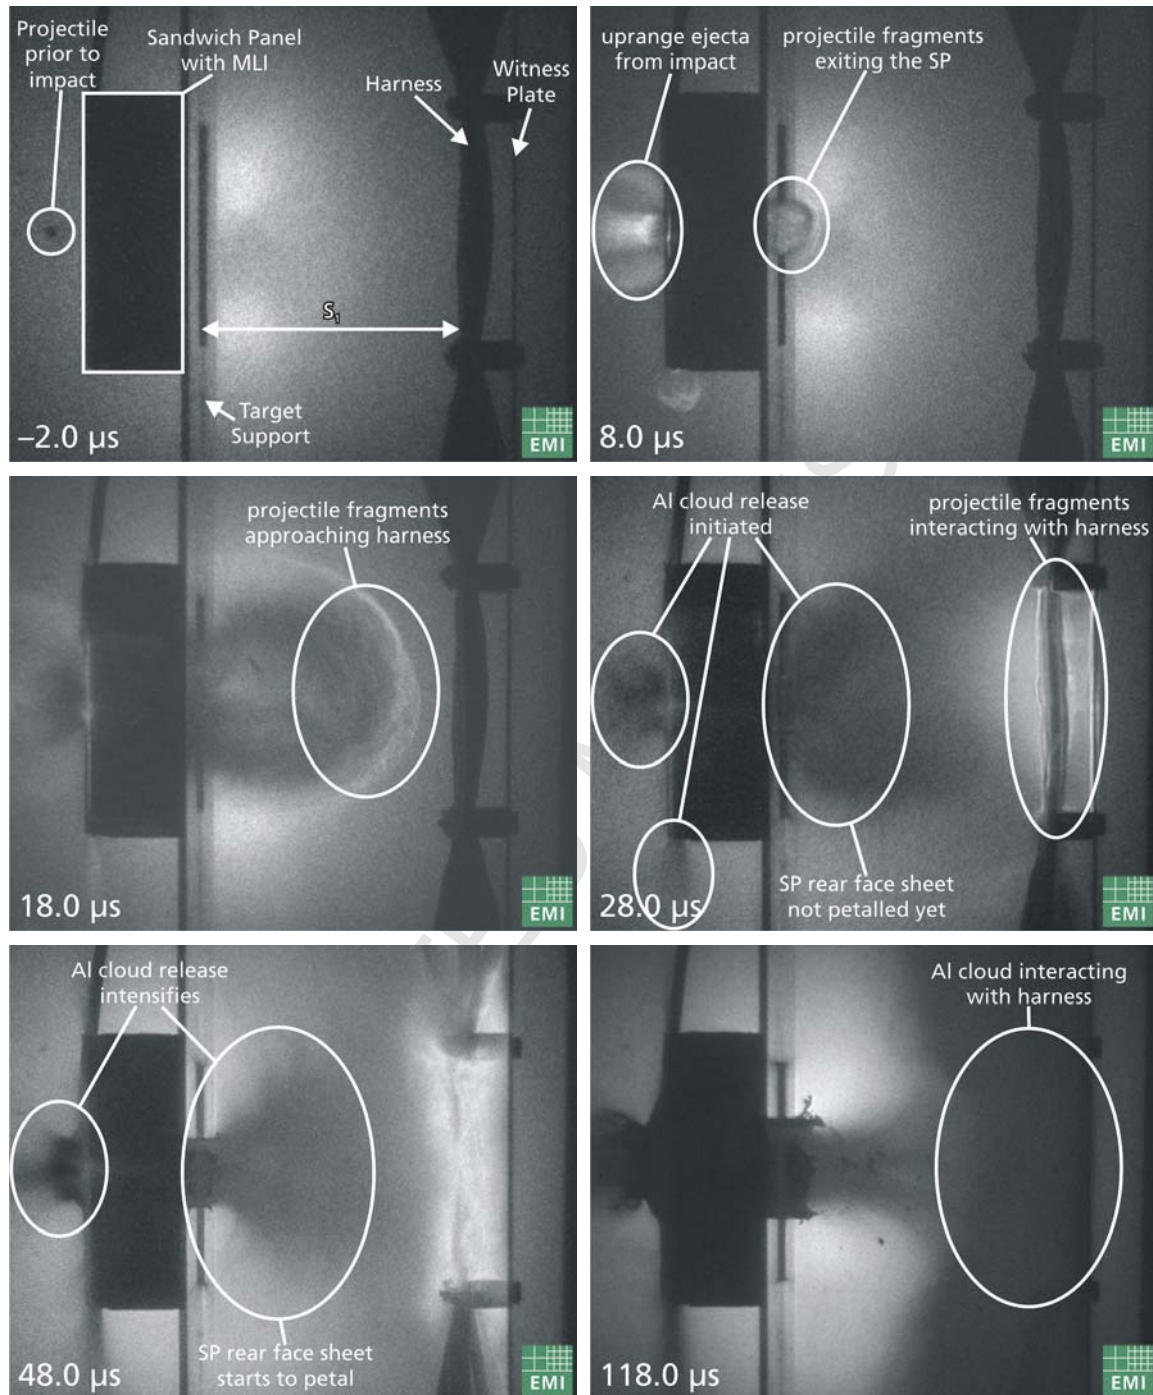 Projectile
prior to
impact
Sandwich Panel
with MLI
Harness
Witness
Plate
S₁
Target
Support
–2.0 µs
EMI
uprange ejecta
from impact
projectile fragments
exiting the SP
8.0 µs
EMI
projectile fragments
approaching harness
18.0 µs
EMI
Al cloud release
initiated
projectile fragments
interacting with harness
SP rear face sheet
not petalled yet
28.0 µs
EMI
Al cloud release
intensifies
SP rear face sheet
starts to petal
48.0 µs
EMI
Al cloud interacting
with harness
118.0 µs
EMI